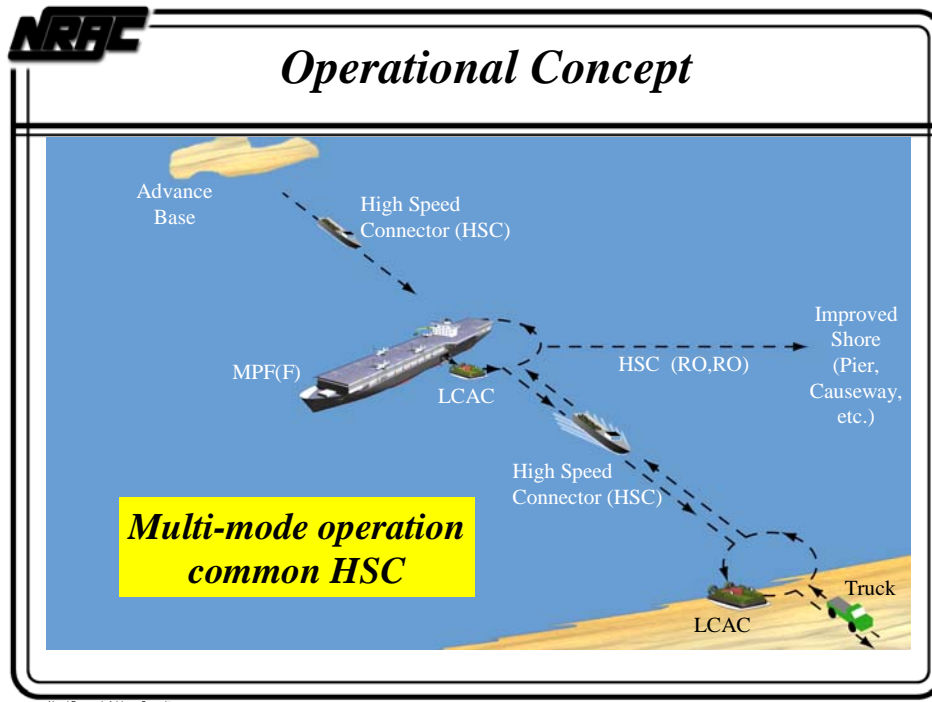 NRAC
Operational Concept
Advance
Base
High Speed
Connector (HSC)
MPF(F)
LCAC
HSC (RO,RO)
Improved
Shore
(Pier,
Causeway,
etc.)
High Speed
Connector (HSC)
Multi-mode operation
common HSC
LCAC
Truck